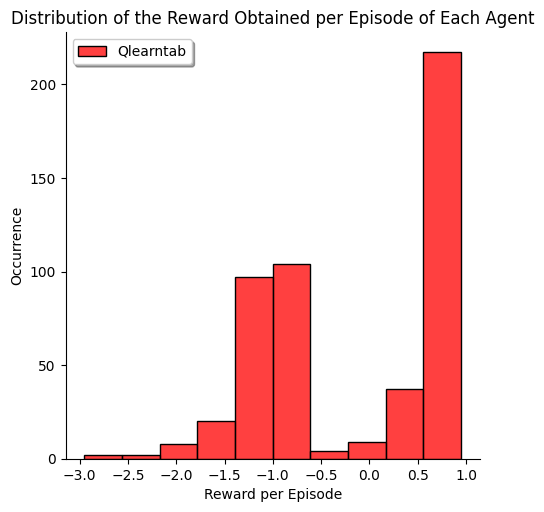 Distribution of the Reward Obtained per Episode of Each Agent
Qlearntab
Occurrence
200
150
100
50
0
−3.0 −2.5 −2.0 −1.5 −1.0 −0.5 0.0 0.5 1.0
Reward per Episode